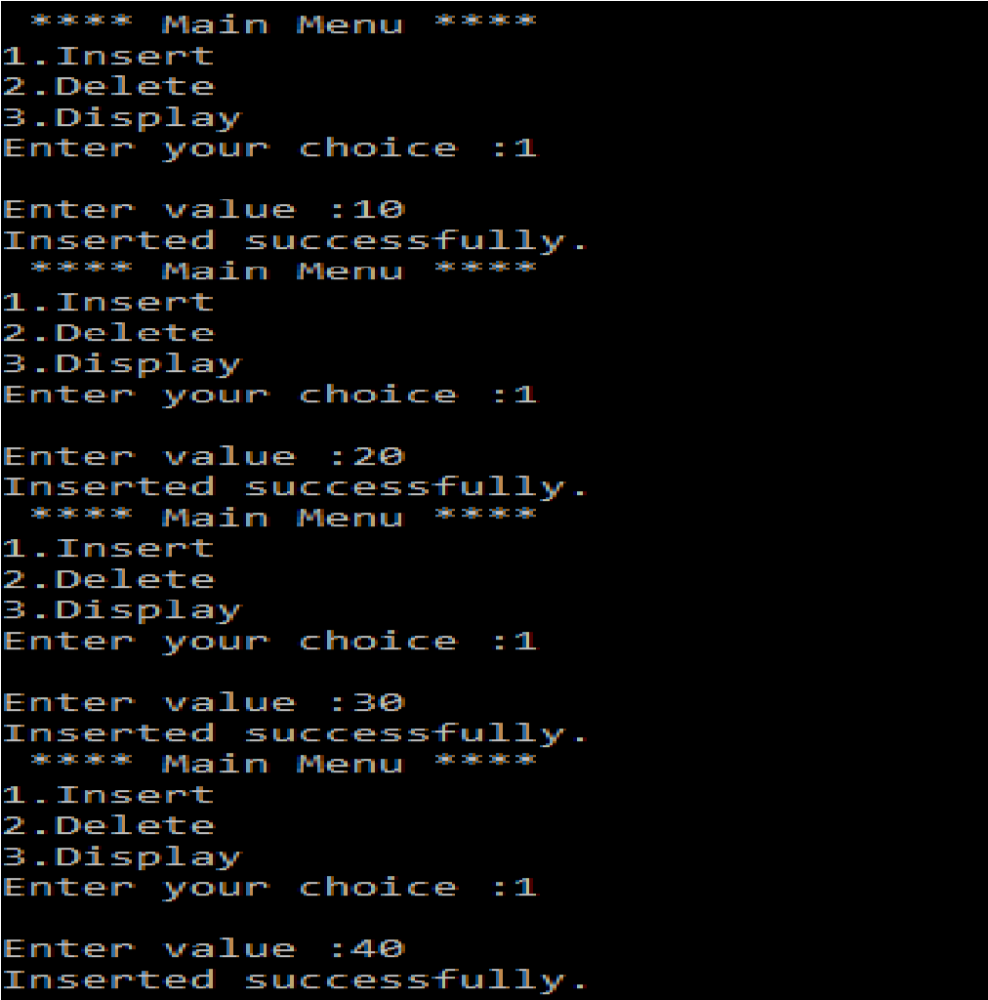 **** Main Menu ****
1.Insert
2.Delete
3.Display
Enter your choice :1
Enter value :10
Inserted successfully.
**** Main Menu ****
1.Insert
2.Delete
3.Display
Enter your choice :1
Enter value :20
Inserted successfully.
**** Main Menu ****
1.Insert
2.Delete
3.Display
Enter your choice :1
Enter value :30
Inserted successfully.
**** Main Menu ****
1.Insert
2.Delete
3.Display
Enter your choice :1
Enter value :40
Inserted successfully.